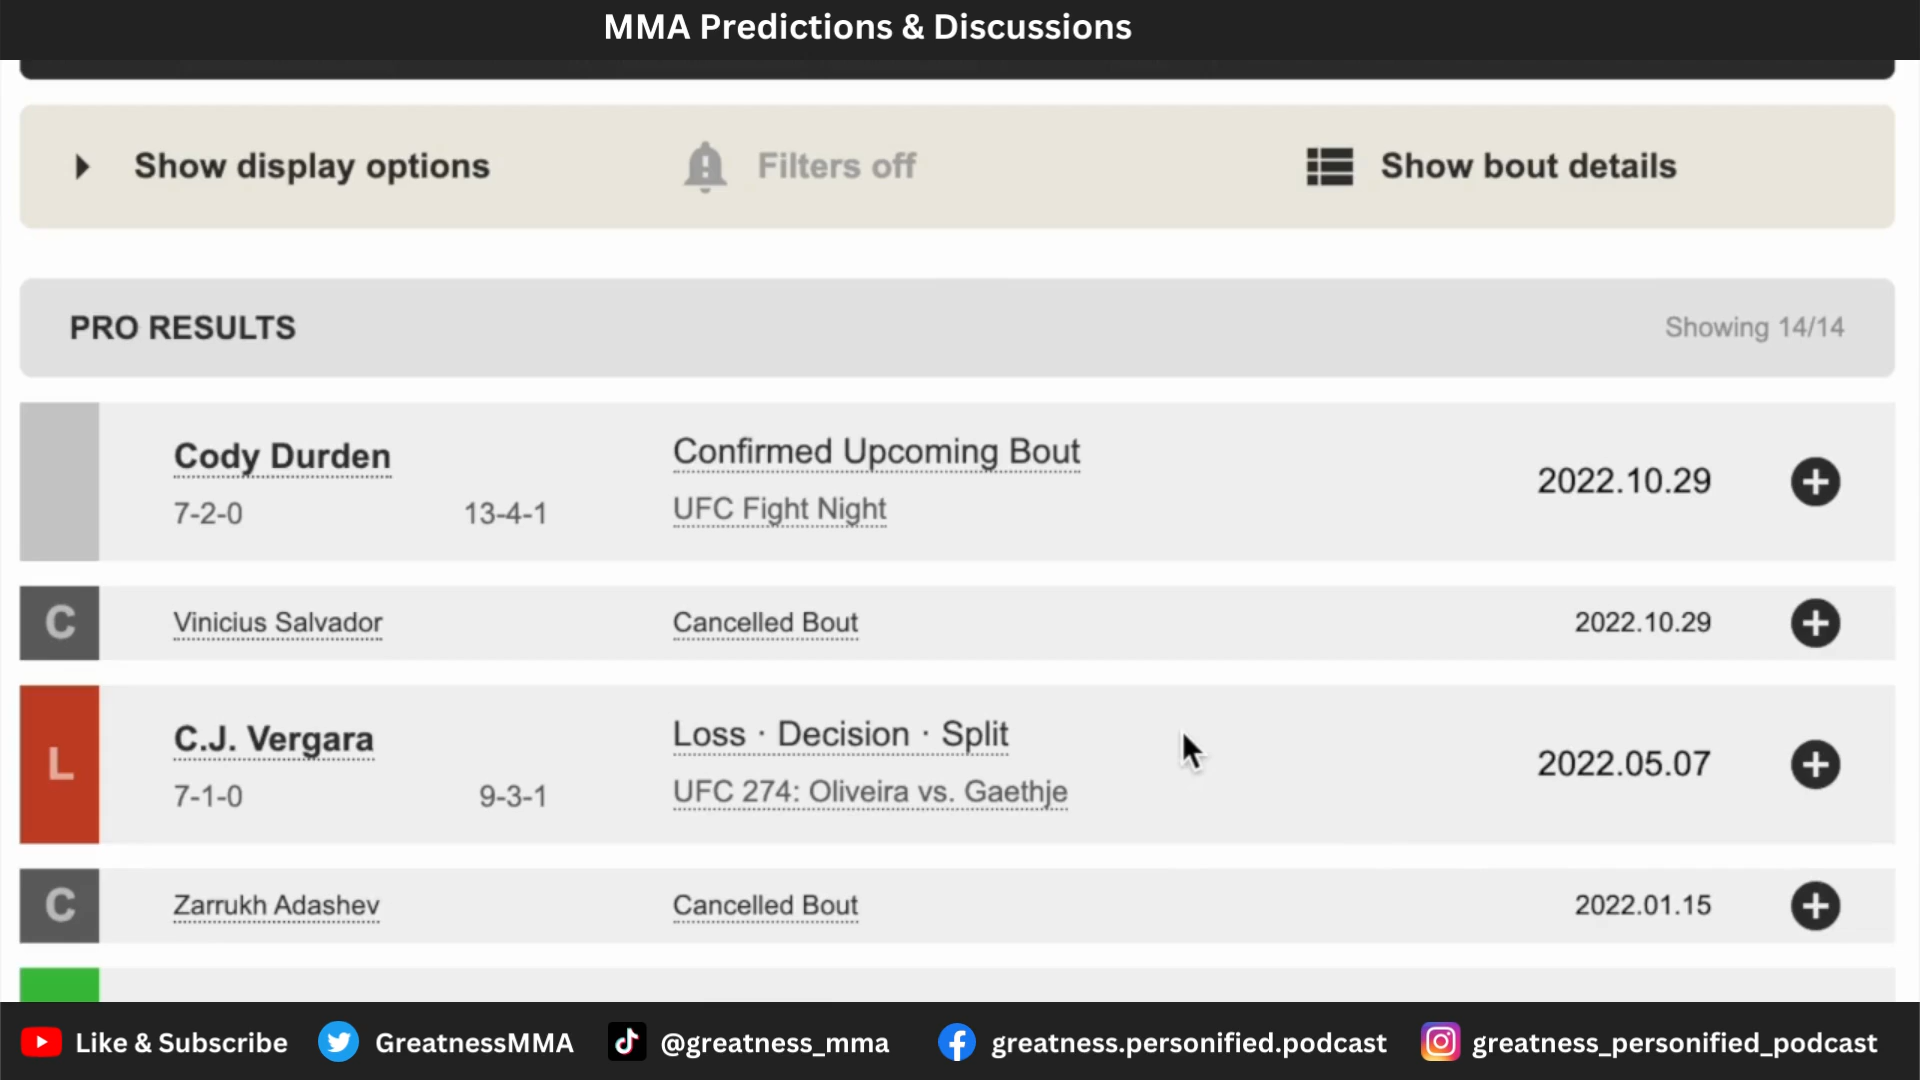 MMA Predictions & Discussions
Show display options
Filters off
Show bout details
PRO RESULTS
Showing 14/14
Cody Durden
7-2-0 13-4-1
Confirmed Upcoming Bout
UFC Fight Night
2022.10.29
C
Vinicius Salvador
Cancelled Bout
2022.10.29
L
C.J. Vergara
7-1-0 9-3-1
Loss · Decision · Split
UFC 274: Oliveira vs. Gaethje
2022.05.07
C
Zarrukh Adashev
Cancelled Bout
2022.01.15
Like & Subscribe
GreatnessMMA
@greatness_mma
greatness.personified.podcast
greatness_personified_podcast